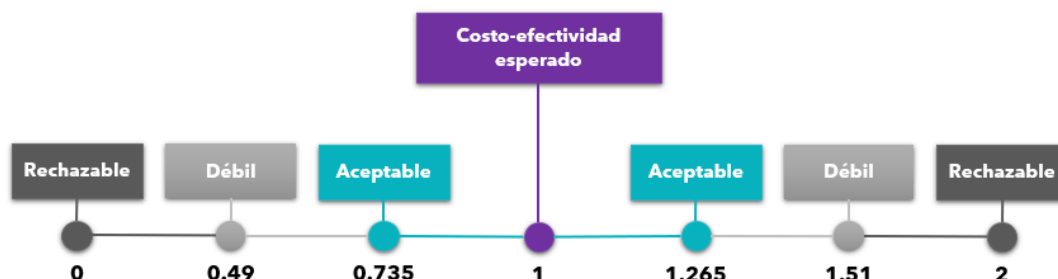 Costo-efectividad
esperado
Rechazable
Débil
Aceptable
Aceptable
Débil
Rechazable
0
0.49
0.735
1
1.265
1.51
2